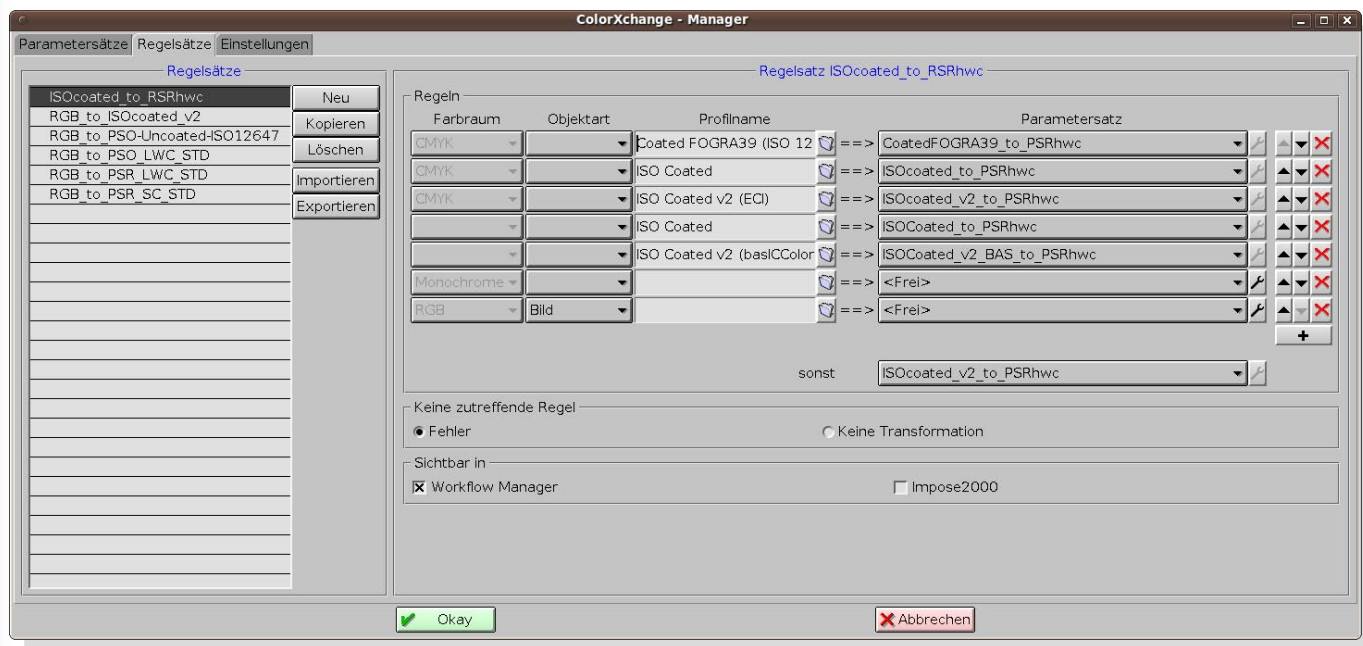 ColorXchange - Manager
Parametersätze Regelsätze Einstellungen
Regelsätze
ISOcoated_to_RSRhwc
RGB_to_ISOcoated_v2
RGB_to_PSO-Uncoated-ISO12647
RGB_to_PSO_LWC_STD
RGB_to_PSR_LWC_STD
RGB_to_PSR_SC_STD
Neu
Kopieren
Löschen
Importieren
Exportieren
Regelsatz ISOcoated_to_RSRhwc
Regeln
Farbraum Objektart Profilname Parametersatz
CMYK Coated FOGRA39 (ISO 12 ==> CoatedFOGRA39_to_PSRhwc
CMYK ISO Coated ==> ISOcoated_to_PSRhwc
CMYK ISO Coated v2 (ECI) ==> ISOcoated_v2_to_PSRhwc
ISO Coated ==> ISOCoated_to_PSRhwc
ISO Coated v2 (basICColor ==> ISOCoated_v2_BAS_to_PSRhwc
Monochrome ==> <Frei>
RGB Bild ==> <Frei>
+
sonst ISOcoated_v2_to_PSRhwc
Keine zutreffende Regel
Fehler Keine Transformation
Sichtbar in
Workflow Manager Impose2000
Okay Abbrechen